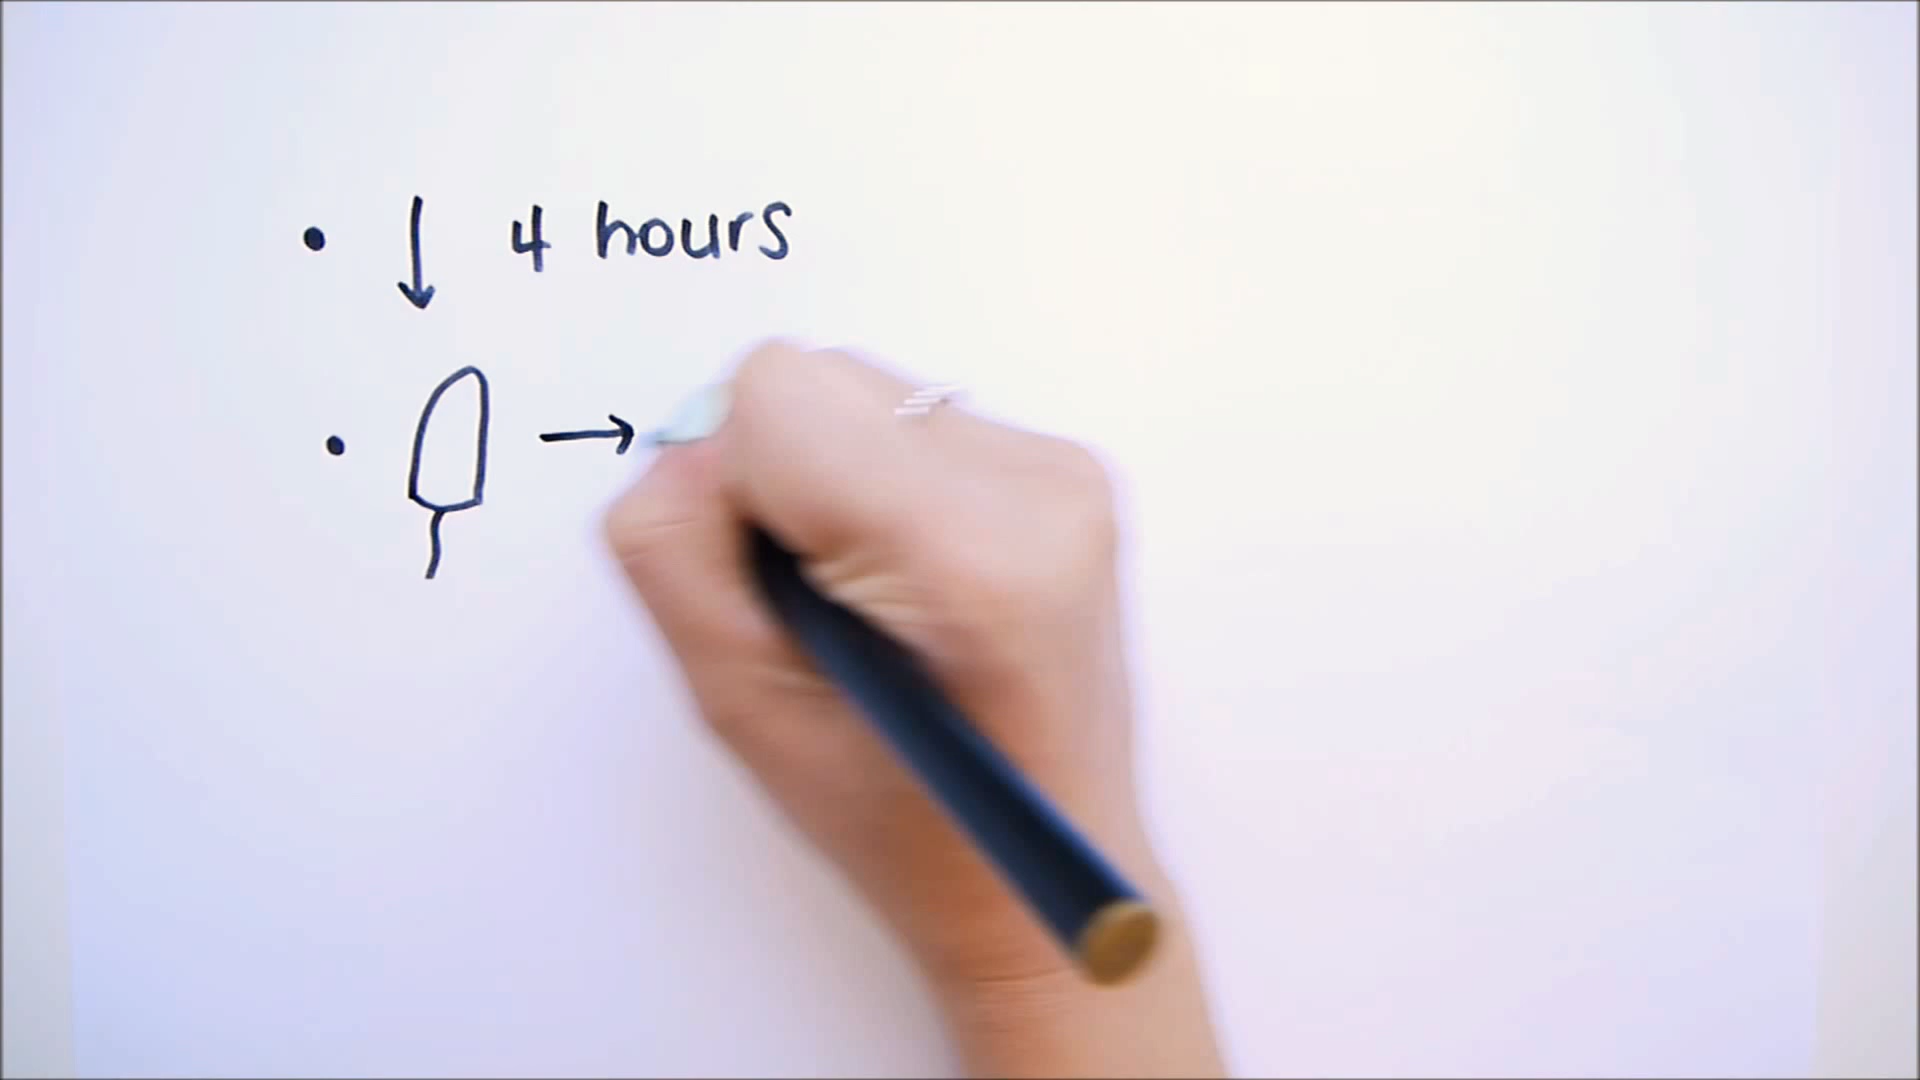 • ↓ 4 hours
• →